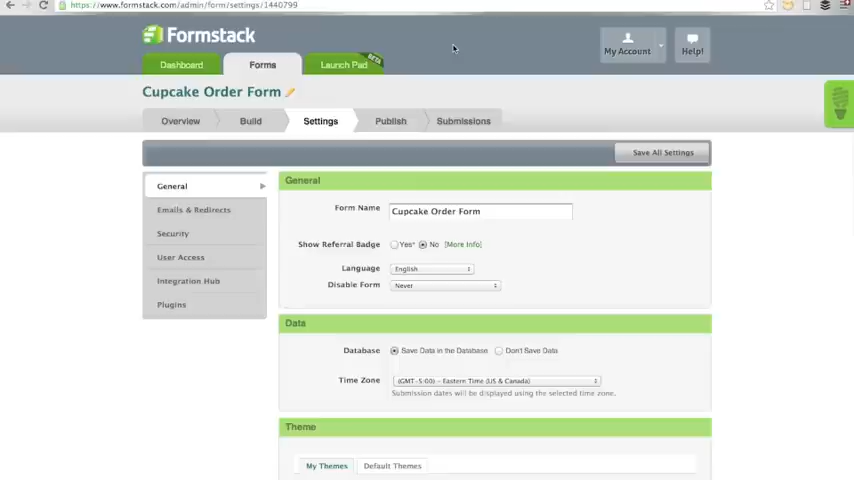 https://www.formstack.com/admin/form/settings/1440799
Formstack
My Account
Help!
Dashboard
Forms
Launch Pad
BETA
Cupcake Order Form
Overview
Build
Settings
Publish
Submissions
Save All Settings
General
Emails & Redirects
Security
User Access
Integration Hub
Plugins
General
Form Name
Cupcake Order Form
Show Referral Badge
Yes* No [More Info]
Language
English
Disable Form
Never
Data
Database
Save Data in the Database Don't Save Data
Time Zone
(GMT-5:00) - Eastern Time (US & Canada)
Submission dates will be displayed using the selected time zone.
Theme
My Themes
Default Themes